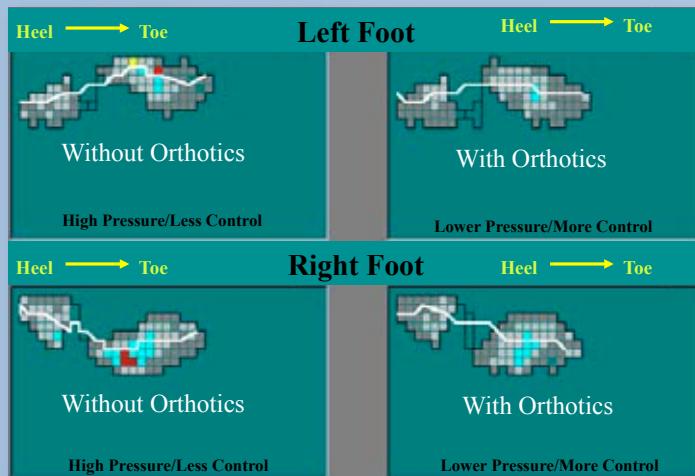 Heel Toe Left Foot Heel Toe
Without Orthotics With Orthotics
High Pressure/Less Control Lower Pressure/More Control
Heel Toe Right Foot Heel Toe
Without Orthotics With Orthotics
High Pressure/Less Control Lower Pressure/More Control